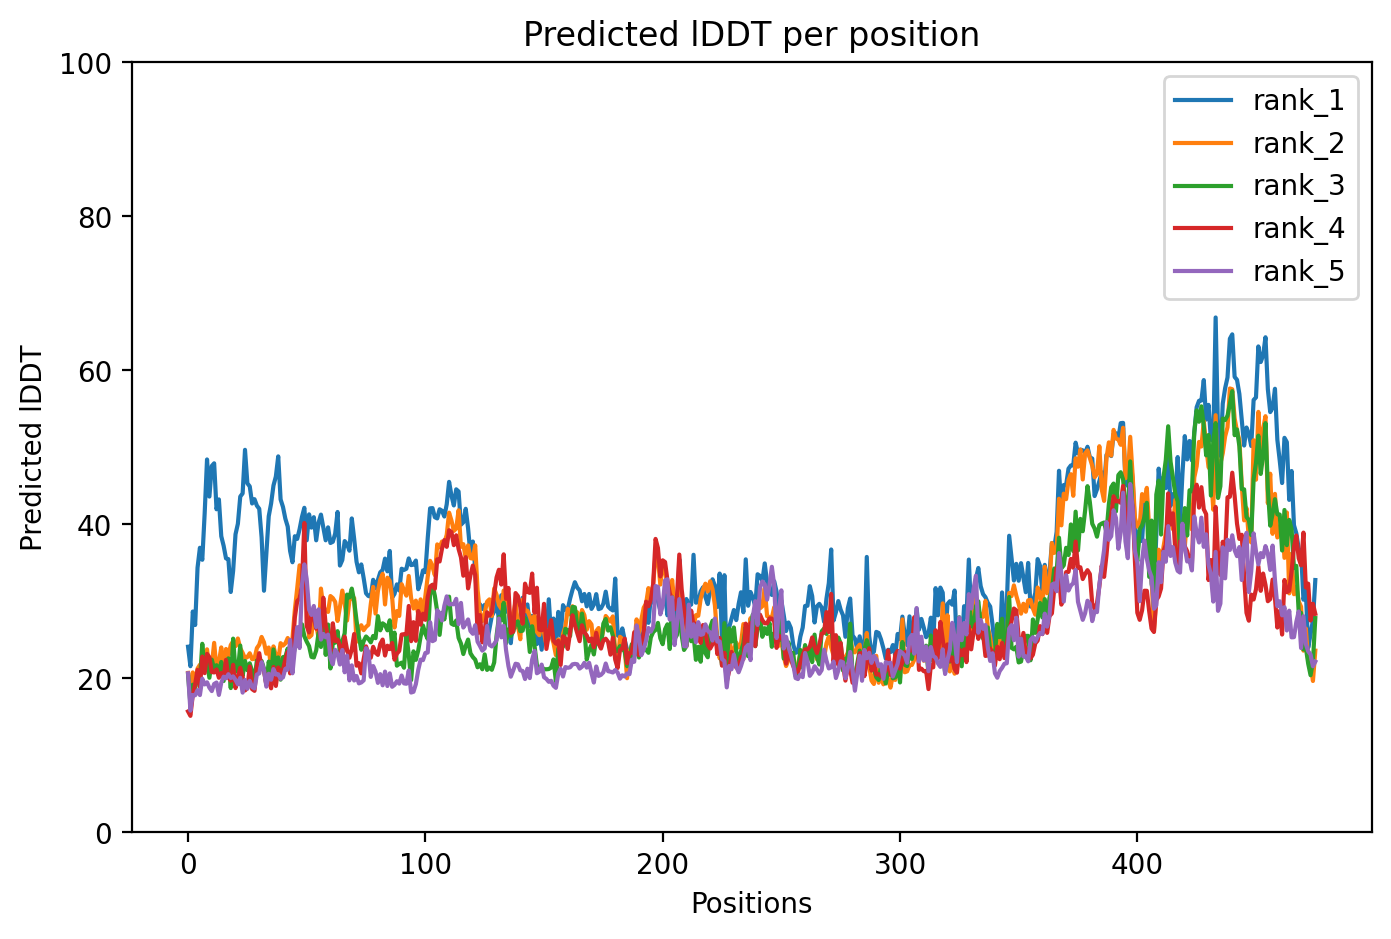 Predicted lDDT per position
100
80
60
40
20
0
Predicted lDDT
0 100 200 300 400
Positions
rank_1
rank_2
rank_3
rank_4
rank_5